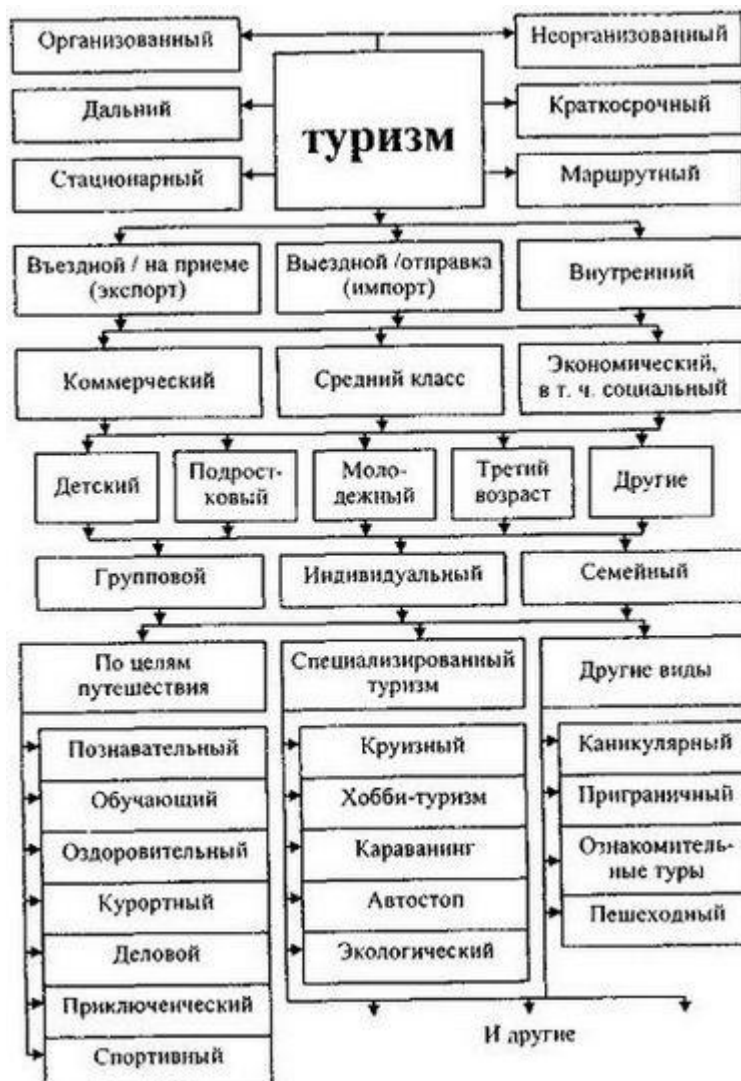 Организованный
Неорганизованный
туризм
Дальний
Краткосрочный
Стационарный
Маршрутный
Въездной / на приеме
(экспорт)
Выездной /отправка
(импорт)
Внутренний
Коммерческий
Средний класс
Экономический,
в т. ч. социальный
Детский
Подрост-
ковый
Моло-
дежный
Третий
возраст
Другие
Групповой
Индивидуальный
Семейный
По целям
путешествия
Специализированный
туризм
Другие виды
Познавательный
Обучающий
Оздоровительный
Курортный
Деловой
Приключенический
Спортивный
Круизный
Хобби-туризм
Караванинг
Автостоп
Экологический
Каникулярный
Приграничный
Ознакомитель-
ные туры
Пешеходный
И другие